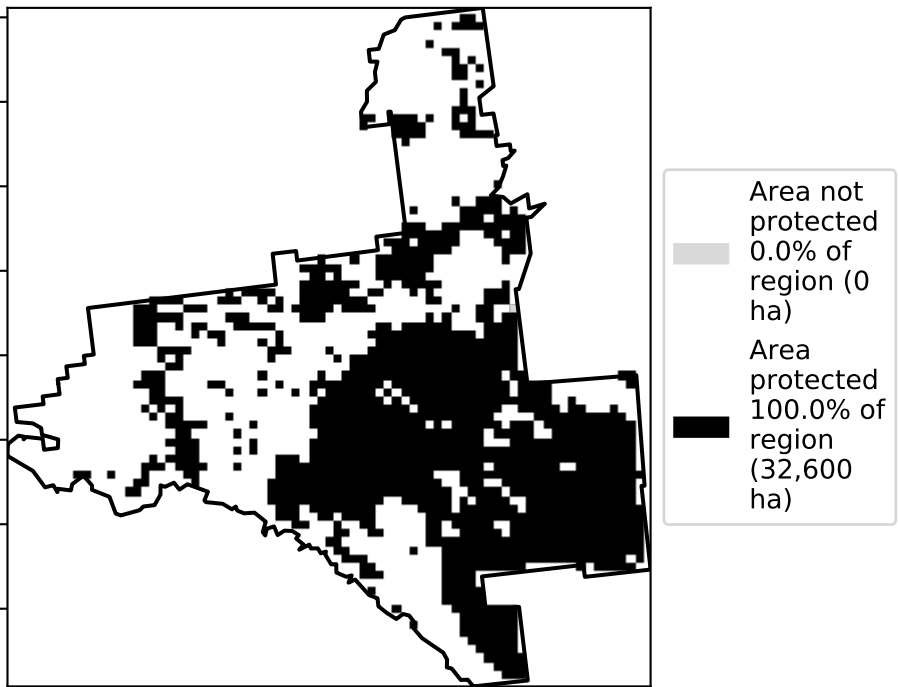 Area not
protected
0.0% of
region (0
ha)
Area
protected
100.0% of
region
(32,600
ha)